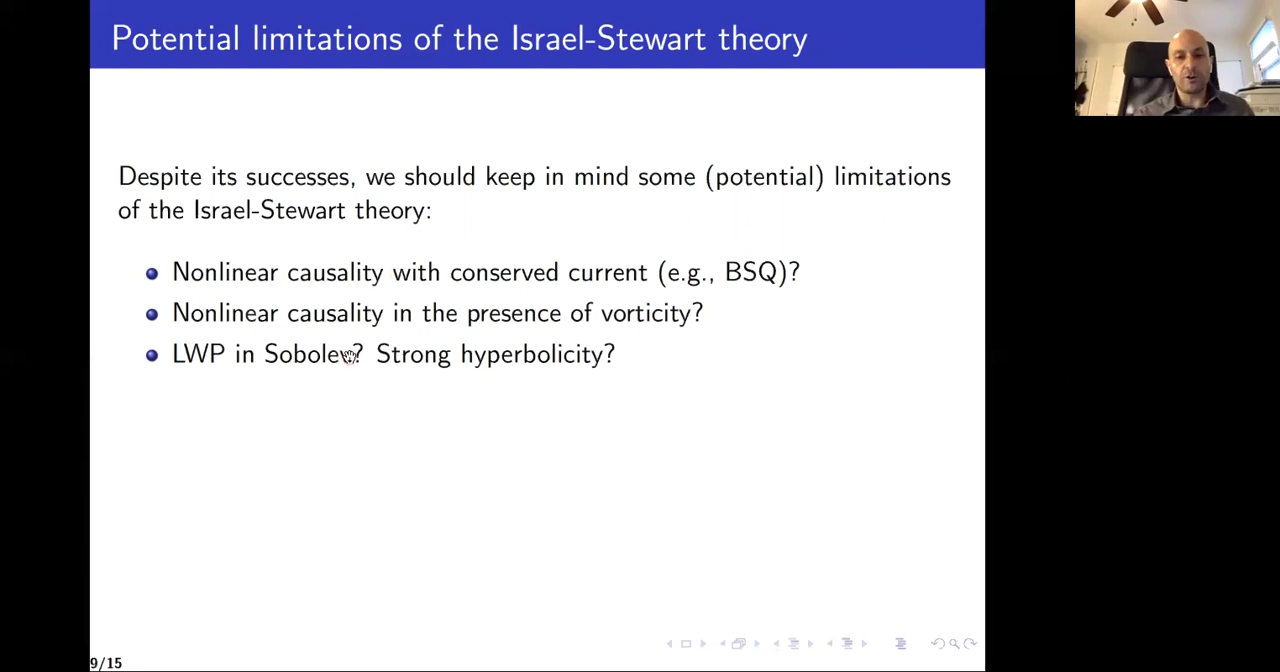 Potential limitations of the Israel-Stewart theory
Despite its successes, we should keep in mind some (potential) limitations
of the Israel-Stewart theory:
Nonlinear causality with conserved current (e.g., BSQ)?
Nonlinear causality in the presence of vorticity?
LWP in Sobolev? Strong hyperbolicity?
9/15